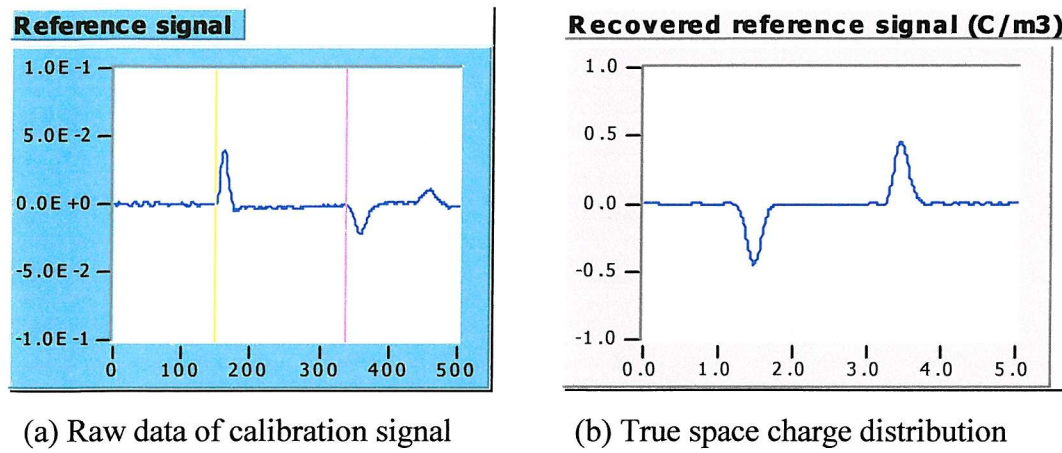 Reference signal
1.0E -1
5.0E -2
0.0E +0
-5.0E -2
-1.0E -1
0 100 200 300 400 500
(a) Raw data of calibration signal
Recovered reference signal (C/m3)
1.0
0.5
0.0
-0.5
-1.0
0.0 1.0 2.0 3.0 4.0 5.0
(b) True space charge distribution